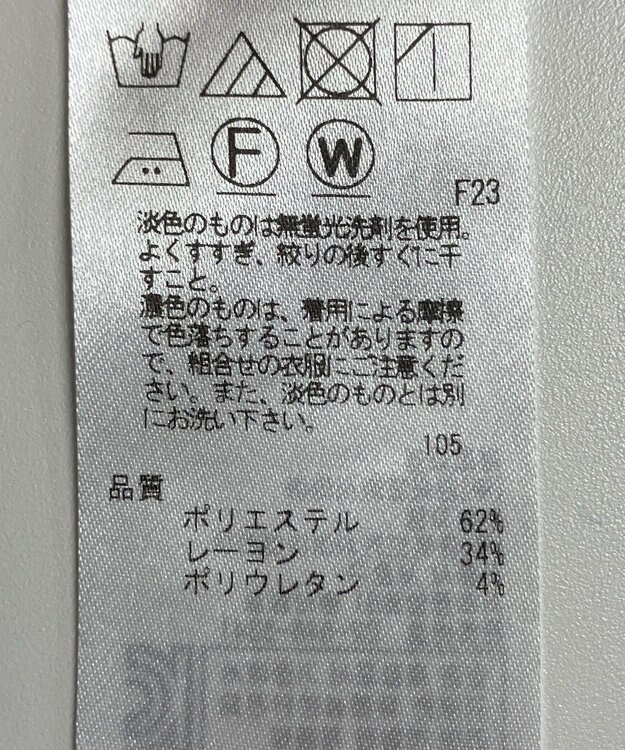 F W
F23
淡色のものは無蛍光洗剤を使用。
よくすすぎ、絞りの後すぐに干
すこと。
濃色のものは、着用による摩擦
で色落ちすることがありますの
で、組合せの衣服にご注意くだ
さい。また、淡色のものとは別
にお洗い下さい。
105
品質
ポリエステル 62%
レーヨン 34%
ポリウレタン 4%